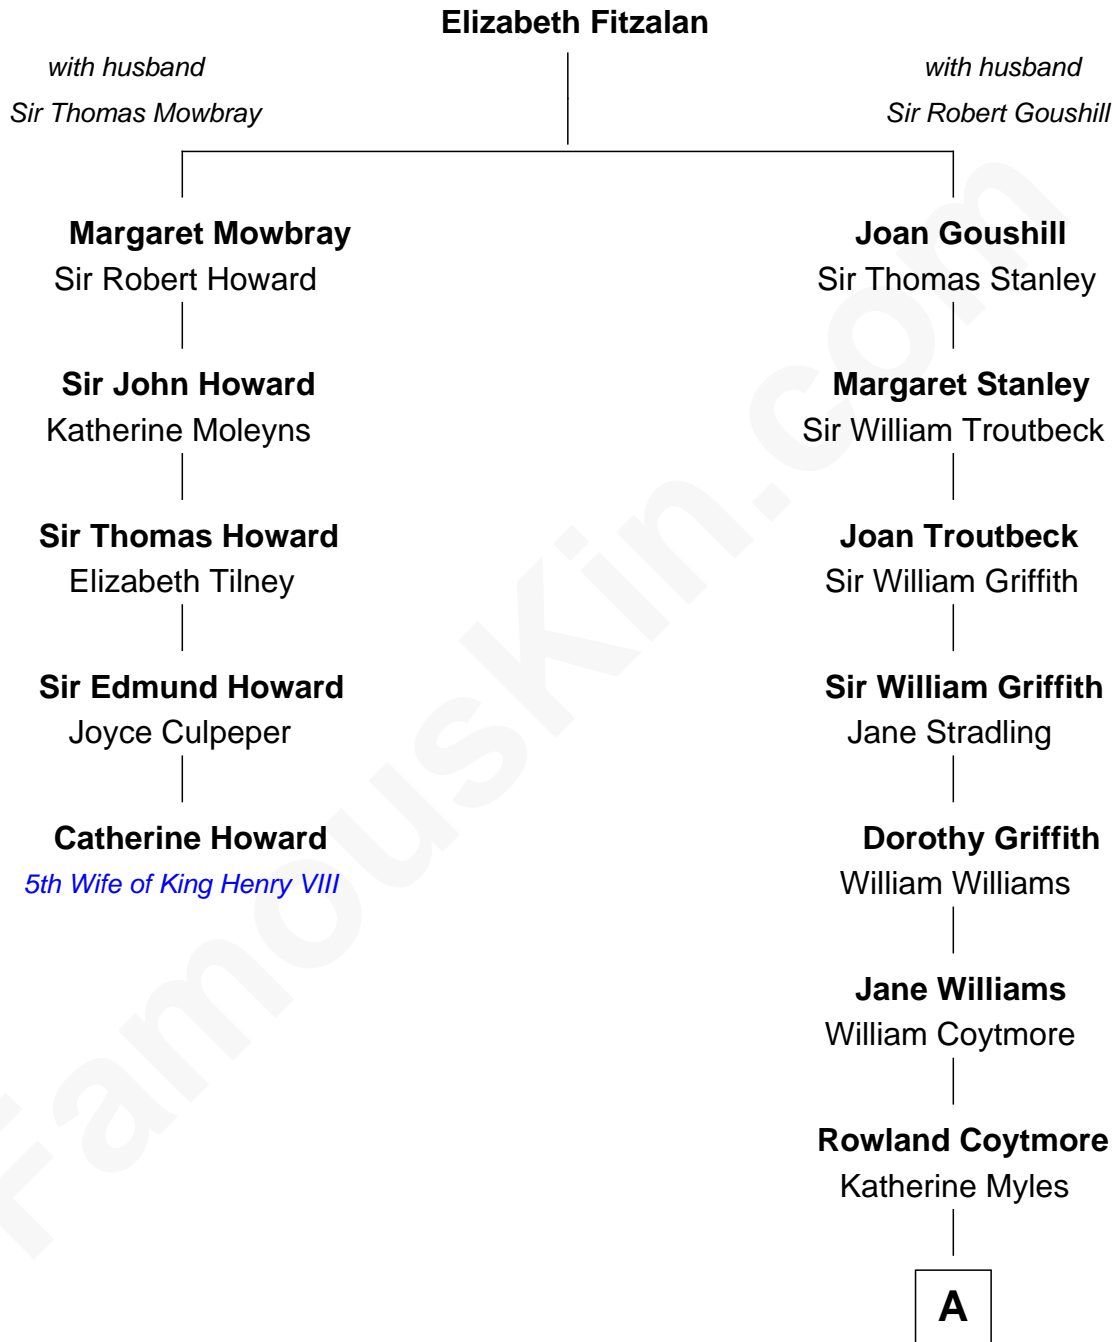 Elizabeth Fitzalan
with husband
Sir Thomas Mowbray
with husband
Sir Robert Goushill
Margaret Mowbray
Sir Robert Howard
Sir John Howard
Katherine Moleyns
Sir Thomas Howard
Elizabeth Tilney
Sir Edmund Howard
Joyce Culpeper
Catherine Howard
5th Wife of King Henry VIII
Joan Goushill
Sir Thomas Stanley
Margaret Stanley
Sir William Troutbeck
Joan Troutbeck
Sir William Griffith
Sir William Griffith
Jane Stradling
Dorothy Griffith
William Williams
Jane Williams
William Coytmore
Rowland Coytmore
Katherine Myles
A
FamousKin.com